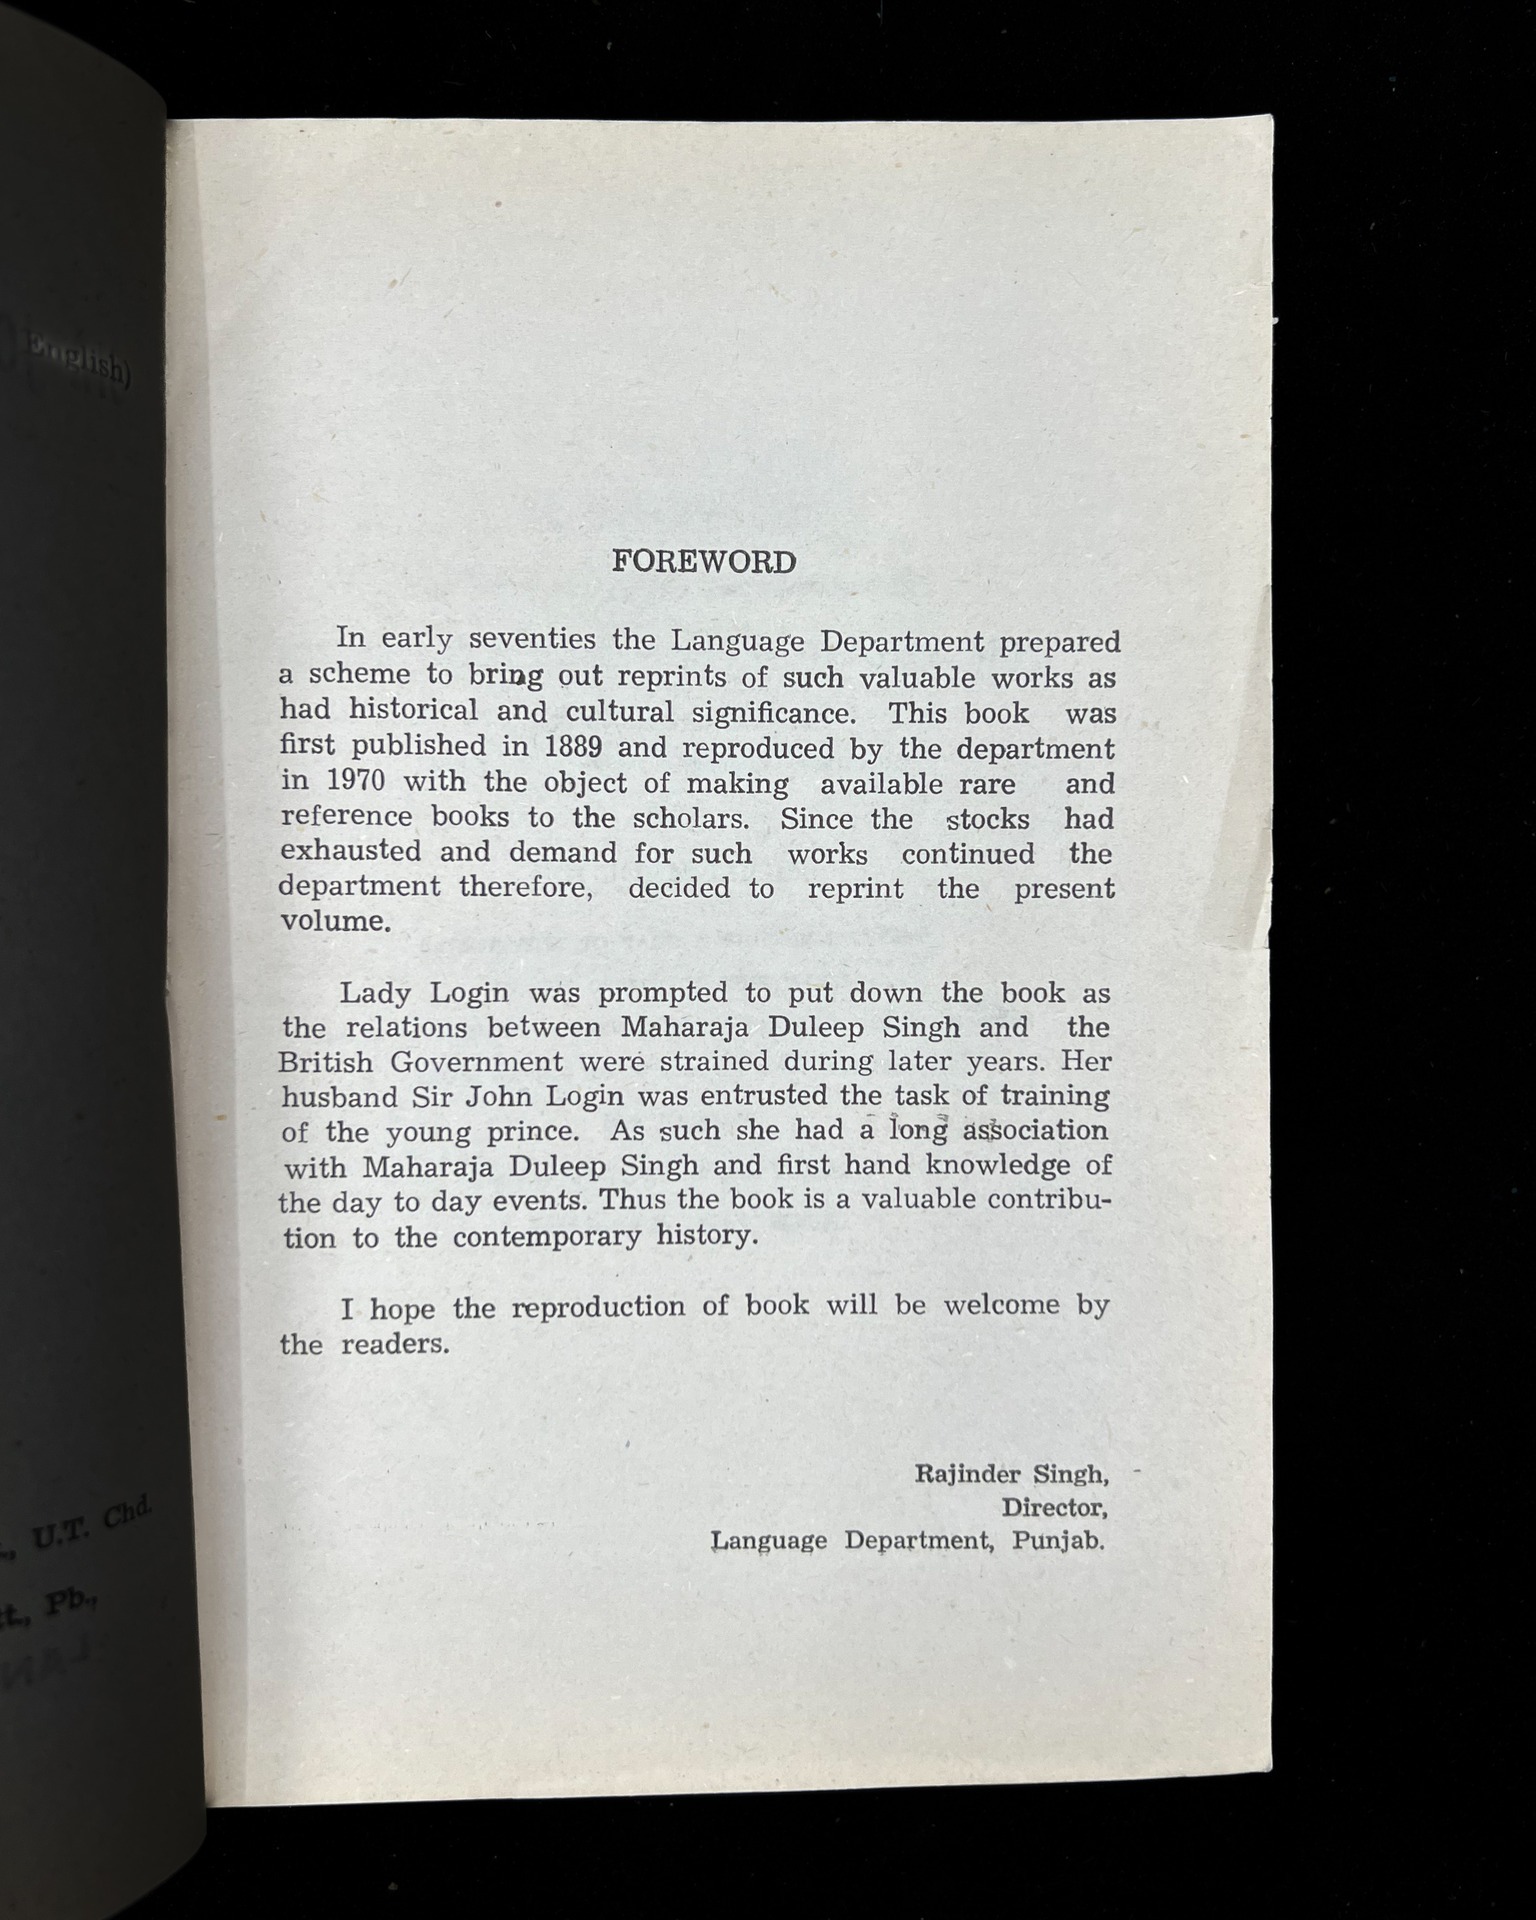 English)
U.T. Chd.
Pb.,
FOREWORD
In early seventies the Language Department prepared
a scheme to bring out reprints of such valuable works as
had historical and cultural significance. This book was
first published in 1889 and reproduced by the department
in 1970 with the object of making available rare and
reference books to the scholars. Since the stocks had
exhausted and demand for such works continued the
department therefore, decided to reprint the present
volume.
Lady Login was prompted to put down the book as
the relations between Maharaja Duleep Singh and the
British Government were strained during later years. Her
husband Sir John Login was entrusted the task of training
of the young prince. As such she had a long association
with Maharaja Duleep Singh and first hand knowledge of
the day to day events. Thus the book is a valuable contribu-
tion to the contemporary history.
I hope the reproduction of book will be welcome by
the readers.
Rajinder Singh,
Director,
Language Department, Punjab.